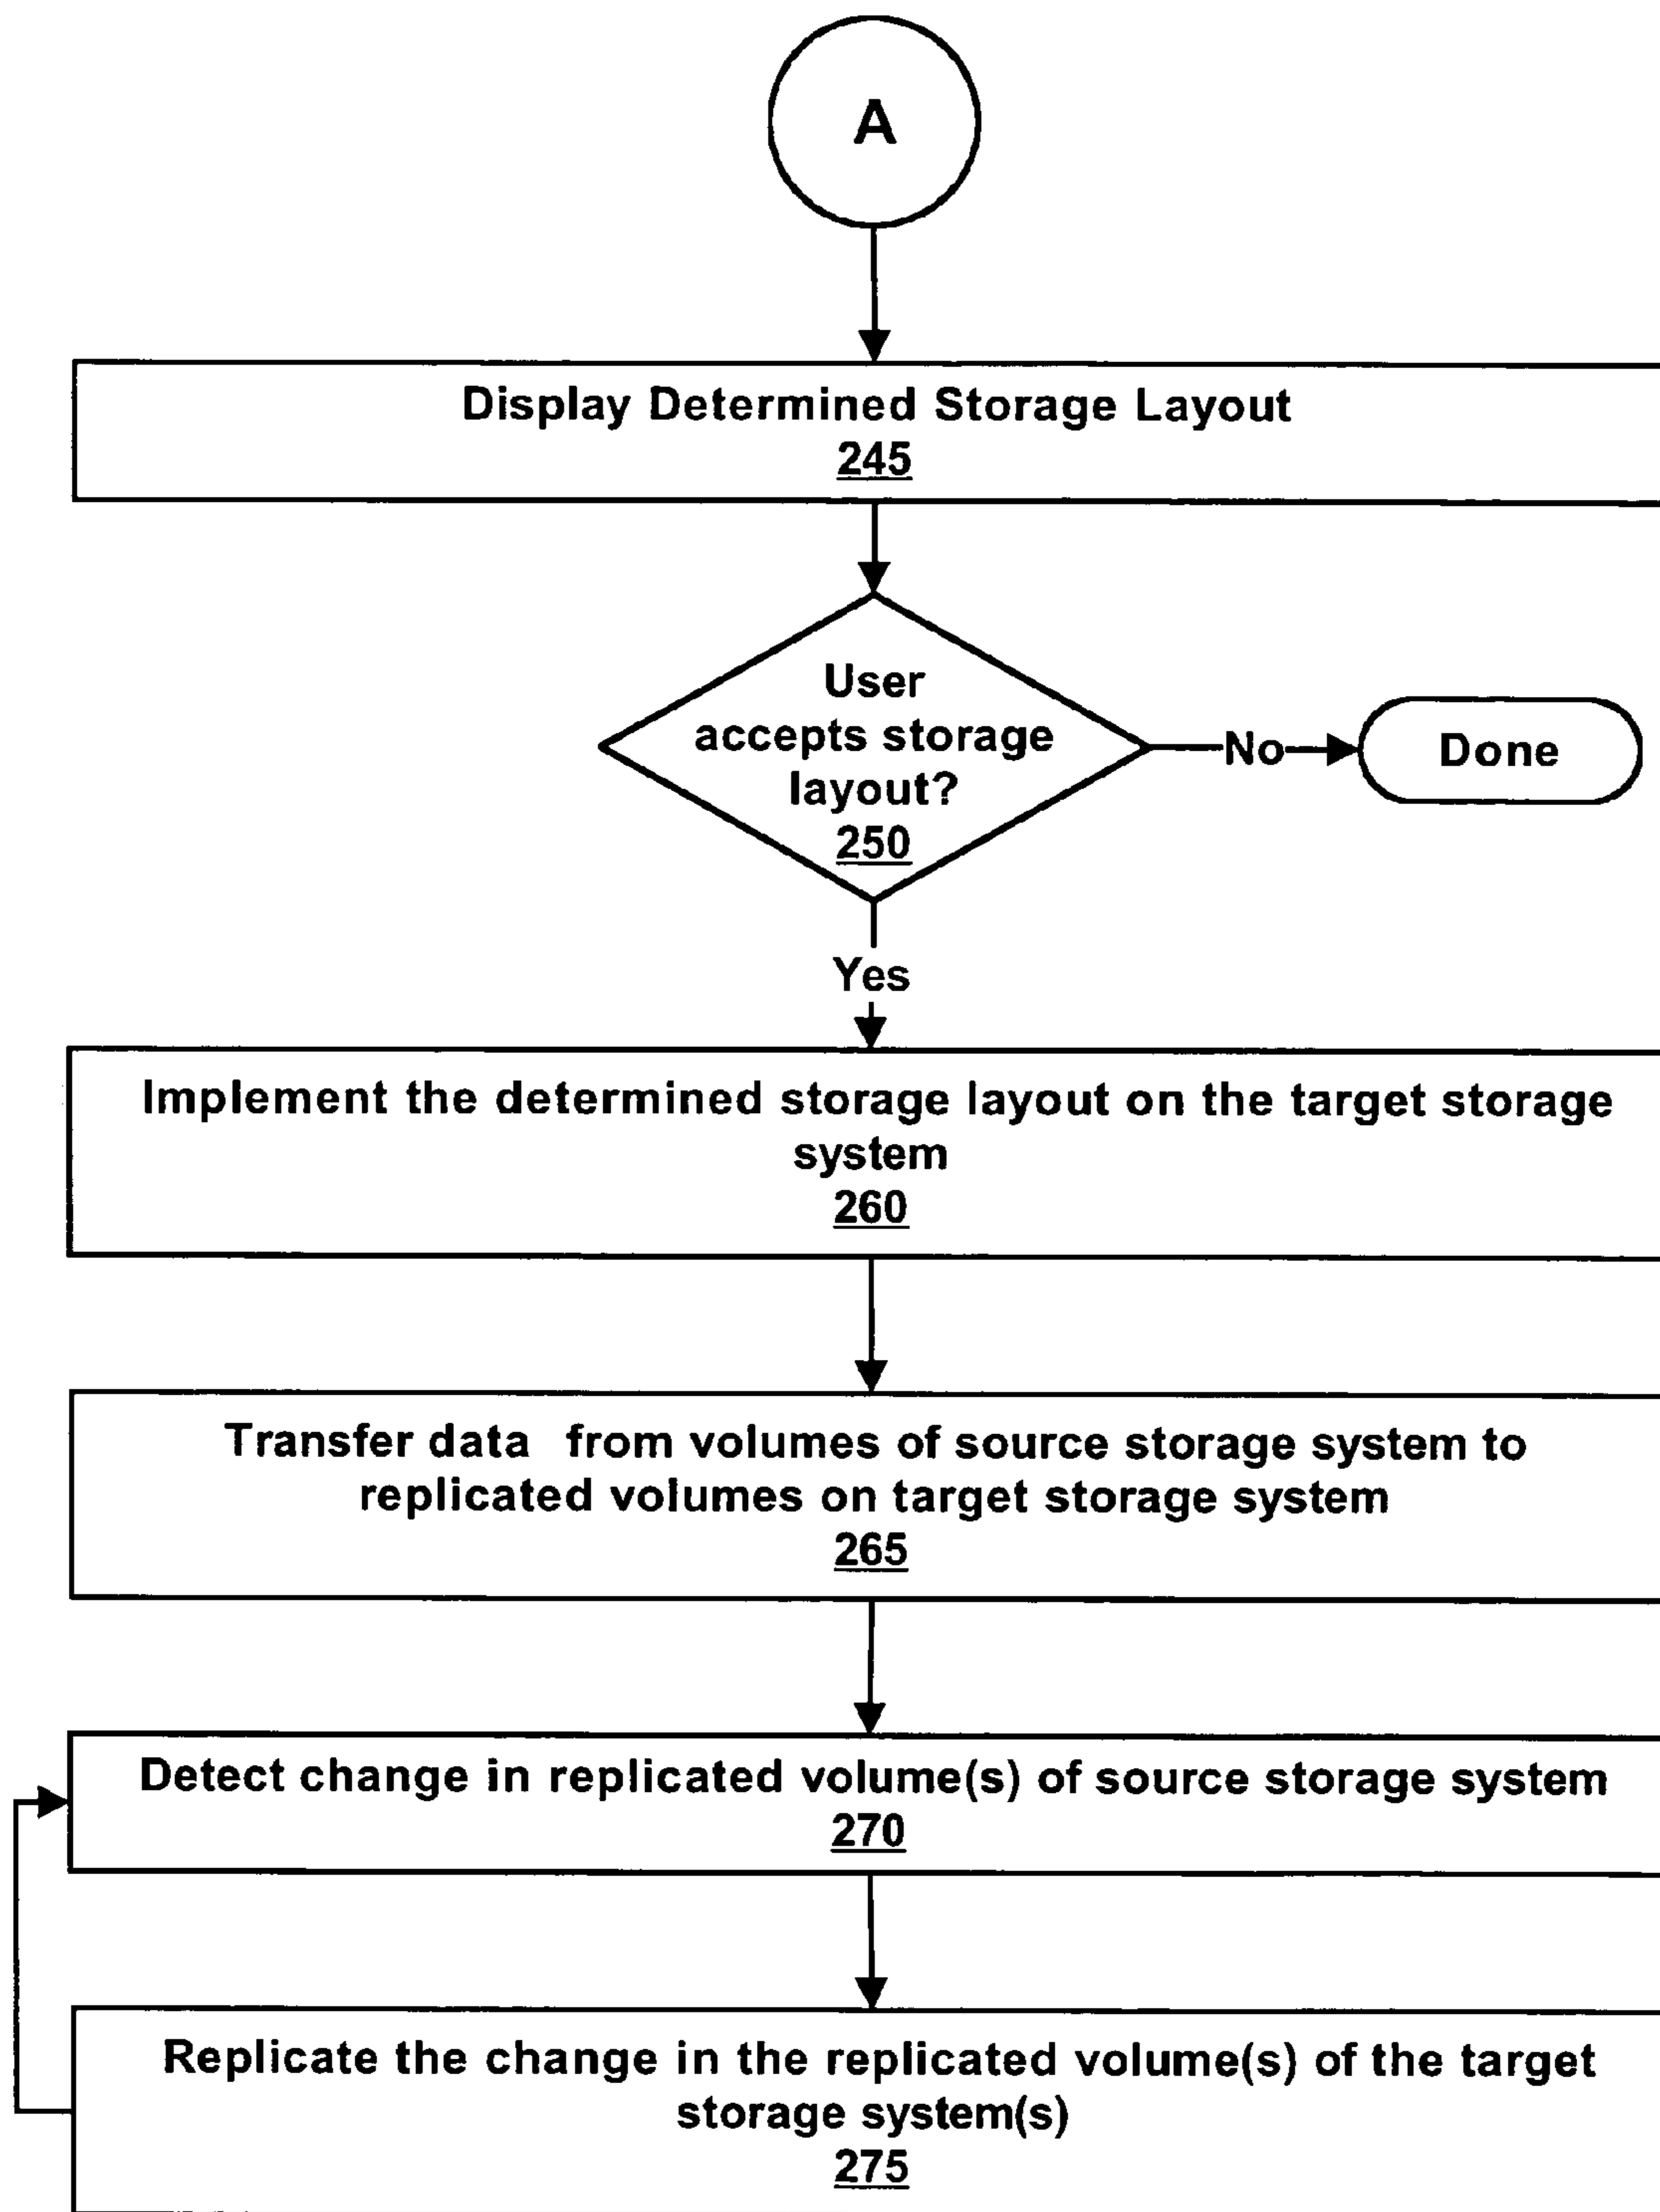 A
Display Determined Storage Layout
245
User
accepts storage
layout?
250
No
Done
Yes
Implement the determined storage layout on the target storage
system
260
Transfer data from volumes of source storage system to
replicated volumes on target storage system
265
Detect change in replicated volume(s) of source storage system
270
Replicate the change in the replicated volume(s) of the target
storage system(s)
275